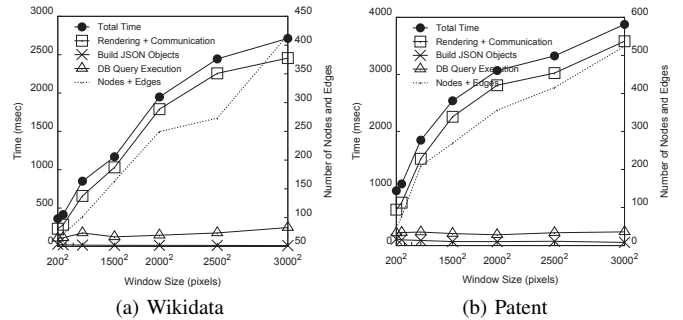 3000
2500
2000
1500
1000
500
0
Time (msec)
Total Time
Rendering + Communication
Build JSON Objects
DB Query Execution
Nodes + Edges
450
400
350
300
250
200
150
100
50
Number of Nodes and Edges
200² 1500² 2000² 2500² 3000²
Window Size (pixels)
(a) Wikidata
4000
3000
2000
1000
0
Time (msec)
Total Time
Rendering + Communication
Build JSON Objects
DB Query Execution
Nodes + Edges
600
500
400
300
200
100
0
Number of Nodes and Edges
200² 1500² 2000² 2500² 3000²
Window Size (pixels)
(b) Patent